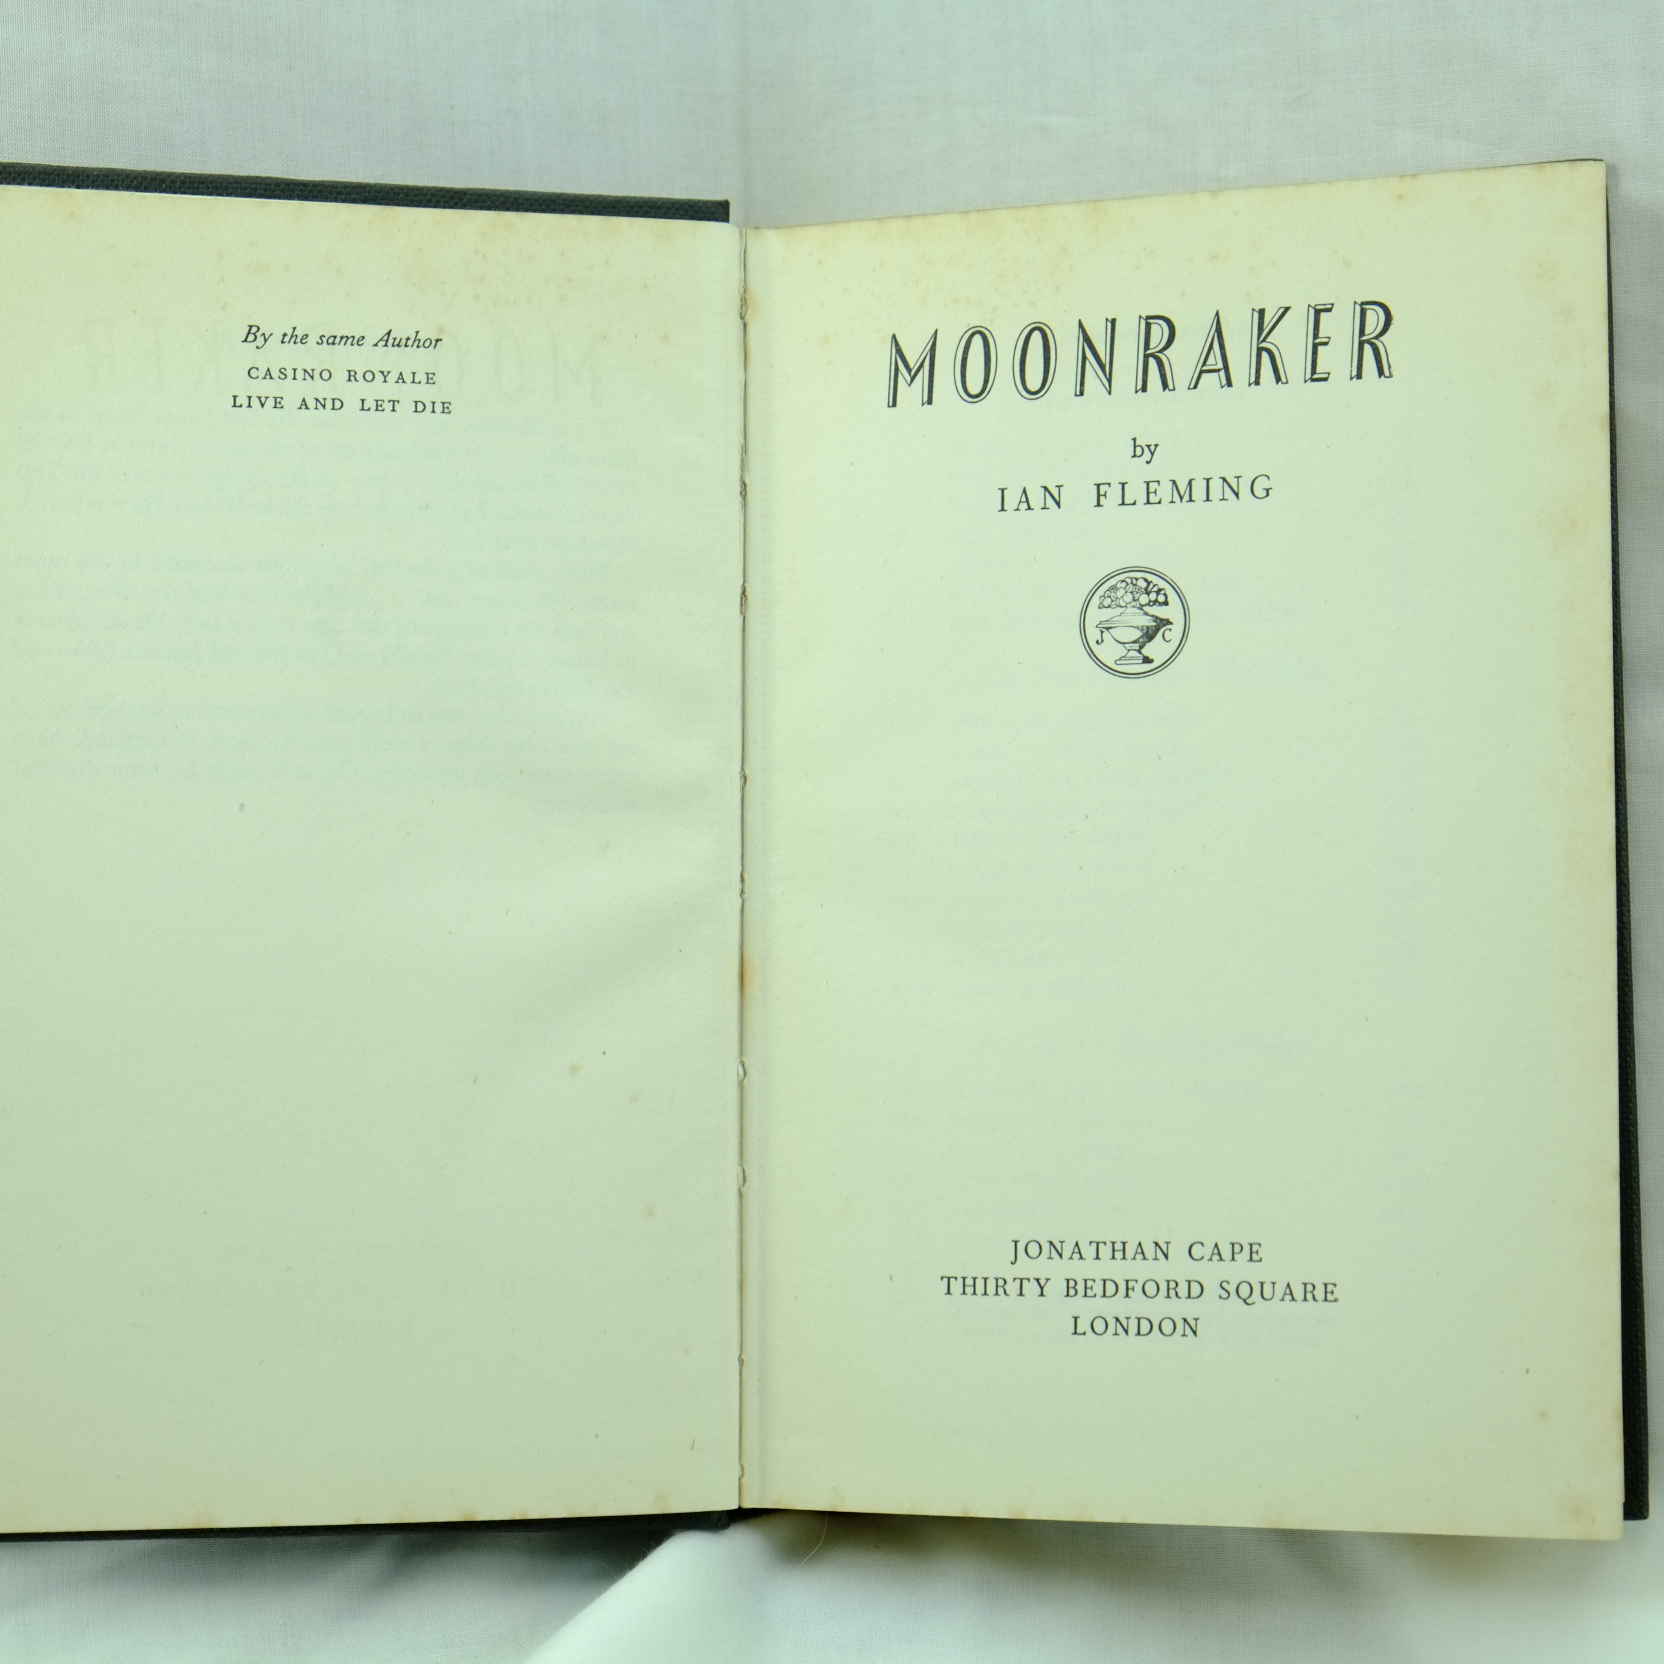 By the same Author
CASINO ROYALE
LIVE AND LET DIE
MOONRAKER
by
IAN FLEMING
J C
JONATHAN CAPE
THIRTY BEDFORD SQUARE
LONDON